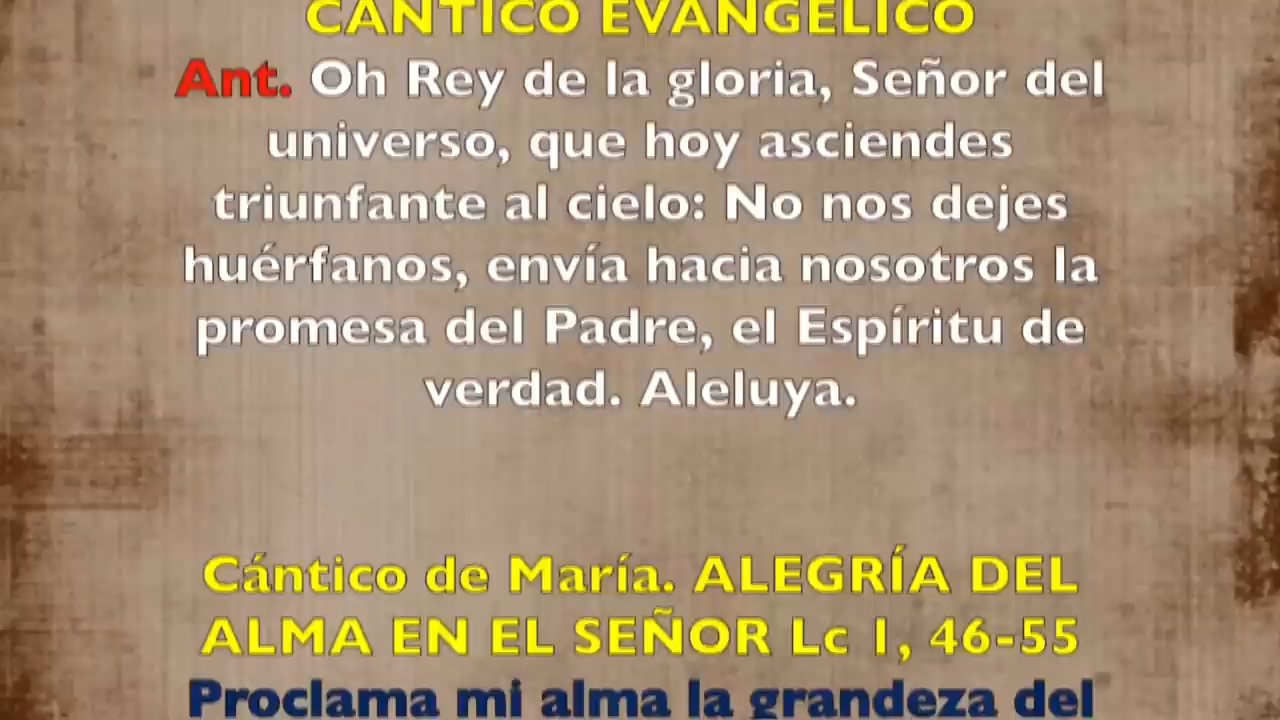 CÁNTICO EVANGÉLICO
Ant. Oh Rey de la gloria, Señor del
universo, que hoy asciendes
triunfante al cielo: No nos dejes
huérfanos, envía hacia nosotros la
promesa del Padre, el Espíritu de
verdad. Aleluya.
Cántico de María. ALEGRÍA DEL
ALMA EN EL SEÑOR Lc 1, 46-55
Proclama mi alma la grandeza del